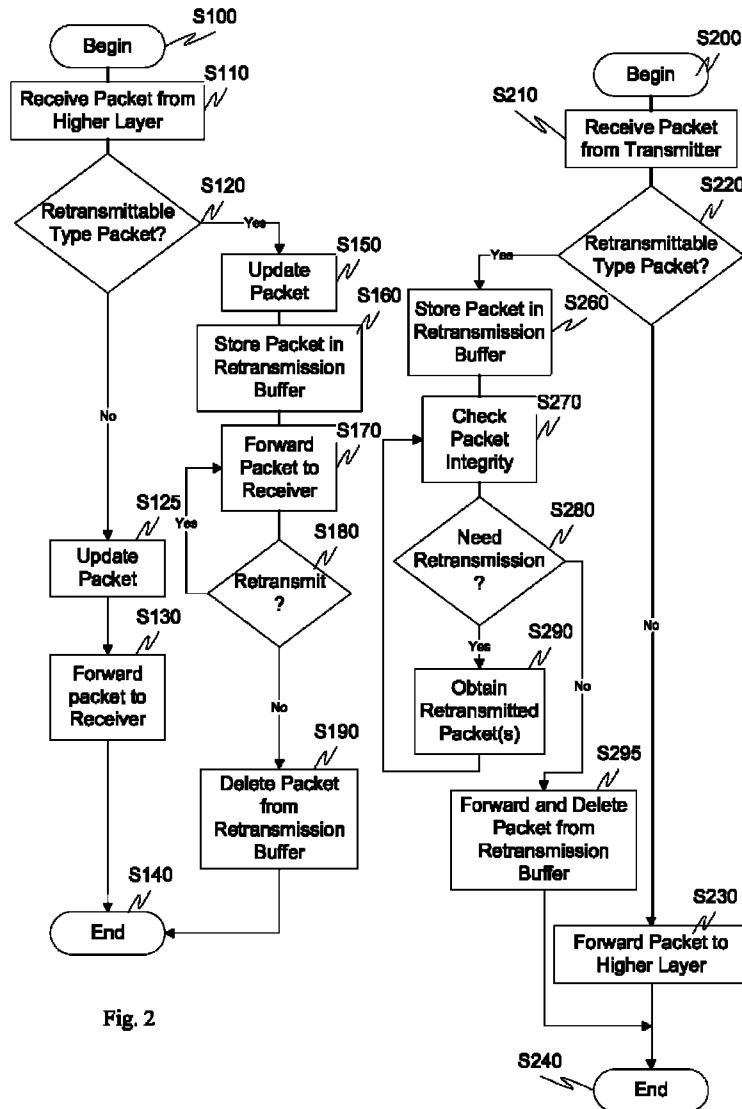 S100
Begin
S110
Receive Packet from
Higher Layer
S120
Retransmittable
Type Packet?
Yes
No
S150
Update
Packet
S160
Store Packet in
Retransmission
Buffer
S170
Forward
Packet to
Receiver
Yes
S180
Retransmit
?
No
S125
Update
Packet
S130
Forward
packet to
Receiver
S190
Delete Packet
from
Retransmission
Buffer
S140
End
S200
Begin
S210
Receive Packet
from Transmitter
S220
Retransmittable
Type Packet?
Yes
No
S260
Store Packet in
Retransmission
Buffer
S270
Check
Packet
Integrity
S280
Need
Retransmission
?
Yes
No
S290
Obtain
Retransmitted
Packet(s)
S295
Forward and Delete
Packet from
Retransmission
Buffer
S230
Forward Packet to
Higher Layer
S240
End
Fig. 2